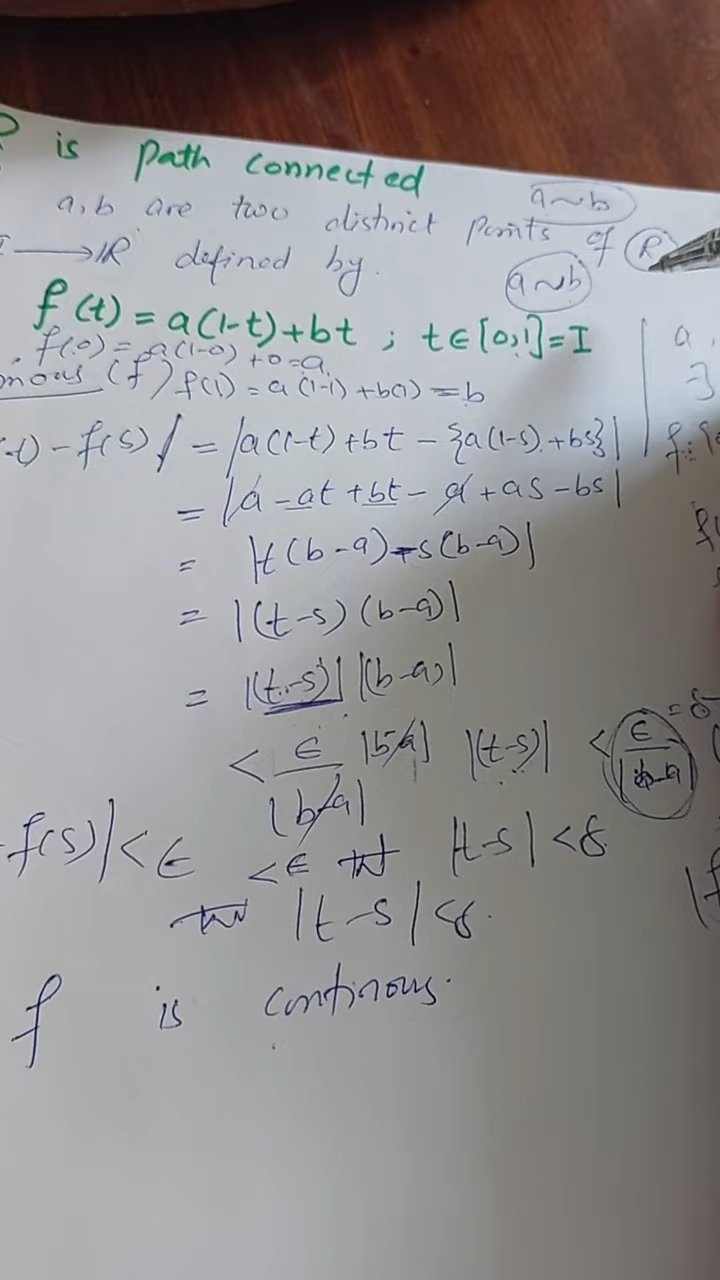 is path connected
a~b
a, b are two distinct points of R
I → R defined by.
a~b
f(t) = a(1-t)+bt ; t∈[0,1]=I
f(0) = a(1-0) + 0 = a
nous (f) f(1) = a(1-1) + b(1) = b
t) - f(s)| = |a(1-t)+bt - {a(1-s)+bs}|
= |a - at + bt - a + as - bs|
= |t(b-a) - s(b-a)|
= |(t-s)(b-a)|
= |(t-s)| |(b-a)|
< ϵ/|b-a| |b-a| |(t-s)| < ϵ/|b-a| = δ
f(s)| < ϵ < ϵ |t-s| < δ
|t-s| < δ.
f is continous.